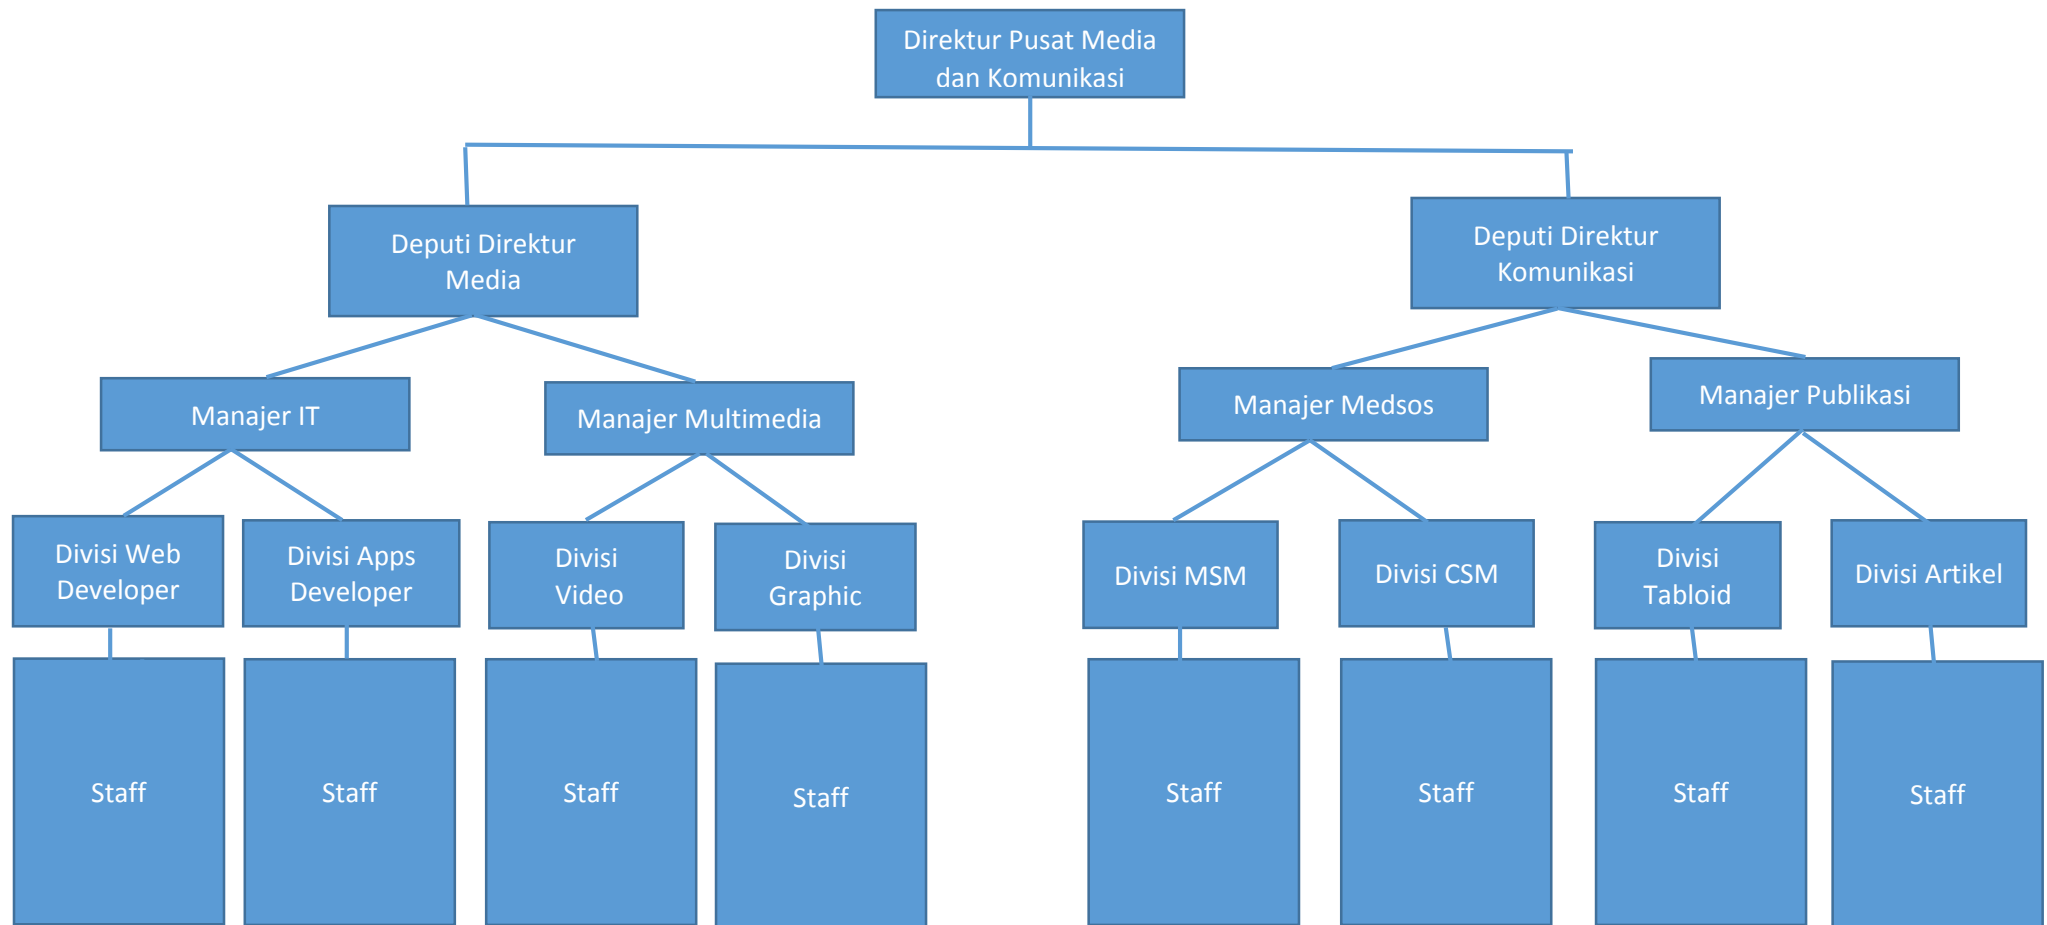 Direktur Pusat Media
dan Komunikasi
Deputi Direktur
Media
Deputi Direktur
Komunikasi
Manajer IT
Manajer Multimedia
Manajer Medsos
Manajer Publikasi
Divisi Web
Developer
Divisi Apps
Developer
Divisi
Video
Divisi
Graphic
Divisi MSM
Divisi CSM
Divisi
Tabloid
Divisi Artikel
Staff
Staff
Staff
Staff
Staff
Staff
Staff
Staff